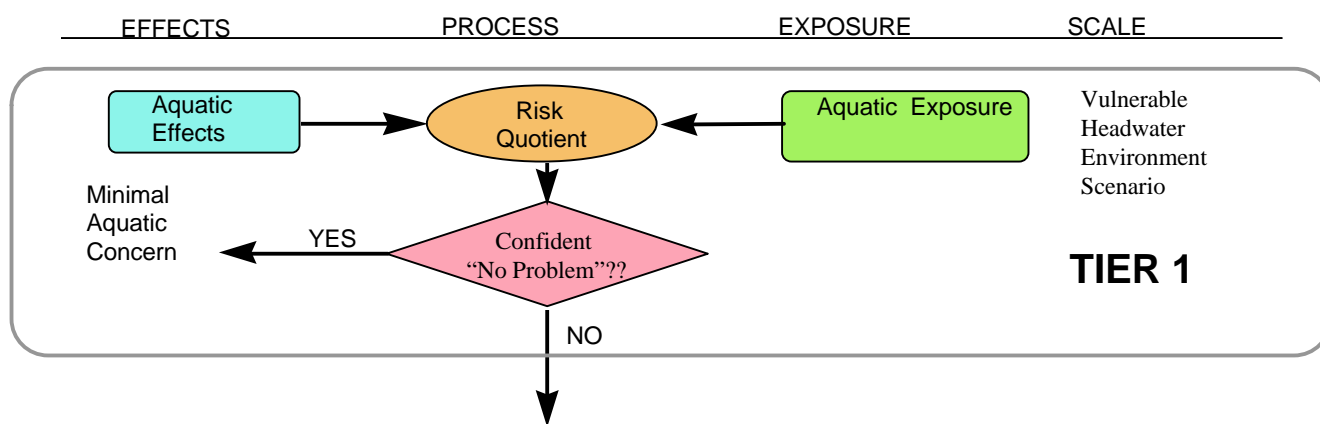 EFFECTS PROCESS EXPOSURE SCALE
Aquatic
Effects
Risk
Quotient
Aquatic Exposure
Vulnerable
Headwater
Environment
Scenario
Minimal
Aquatic
Concern
YES
Confident
“No Problem”??
TIER 1
NO